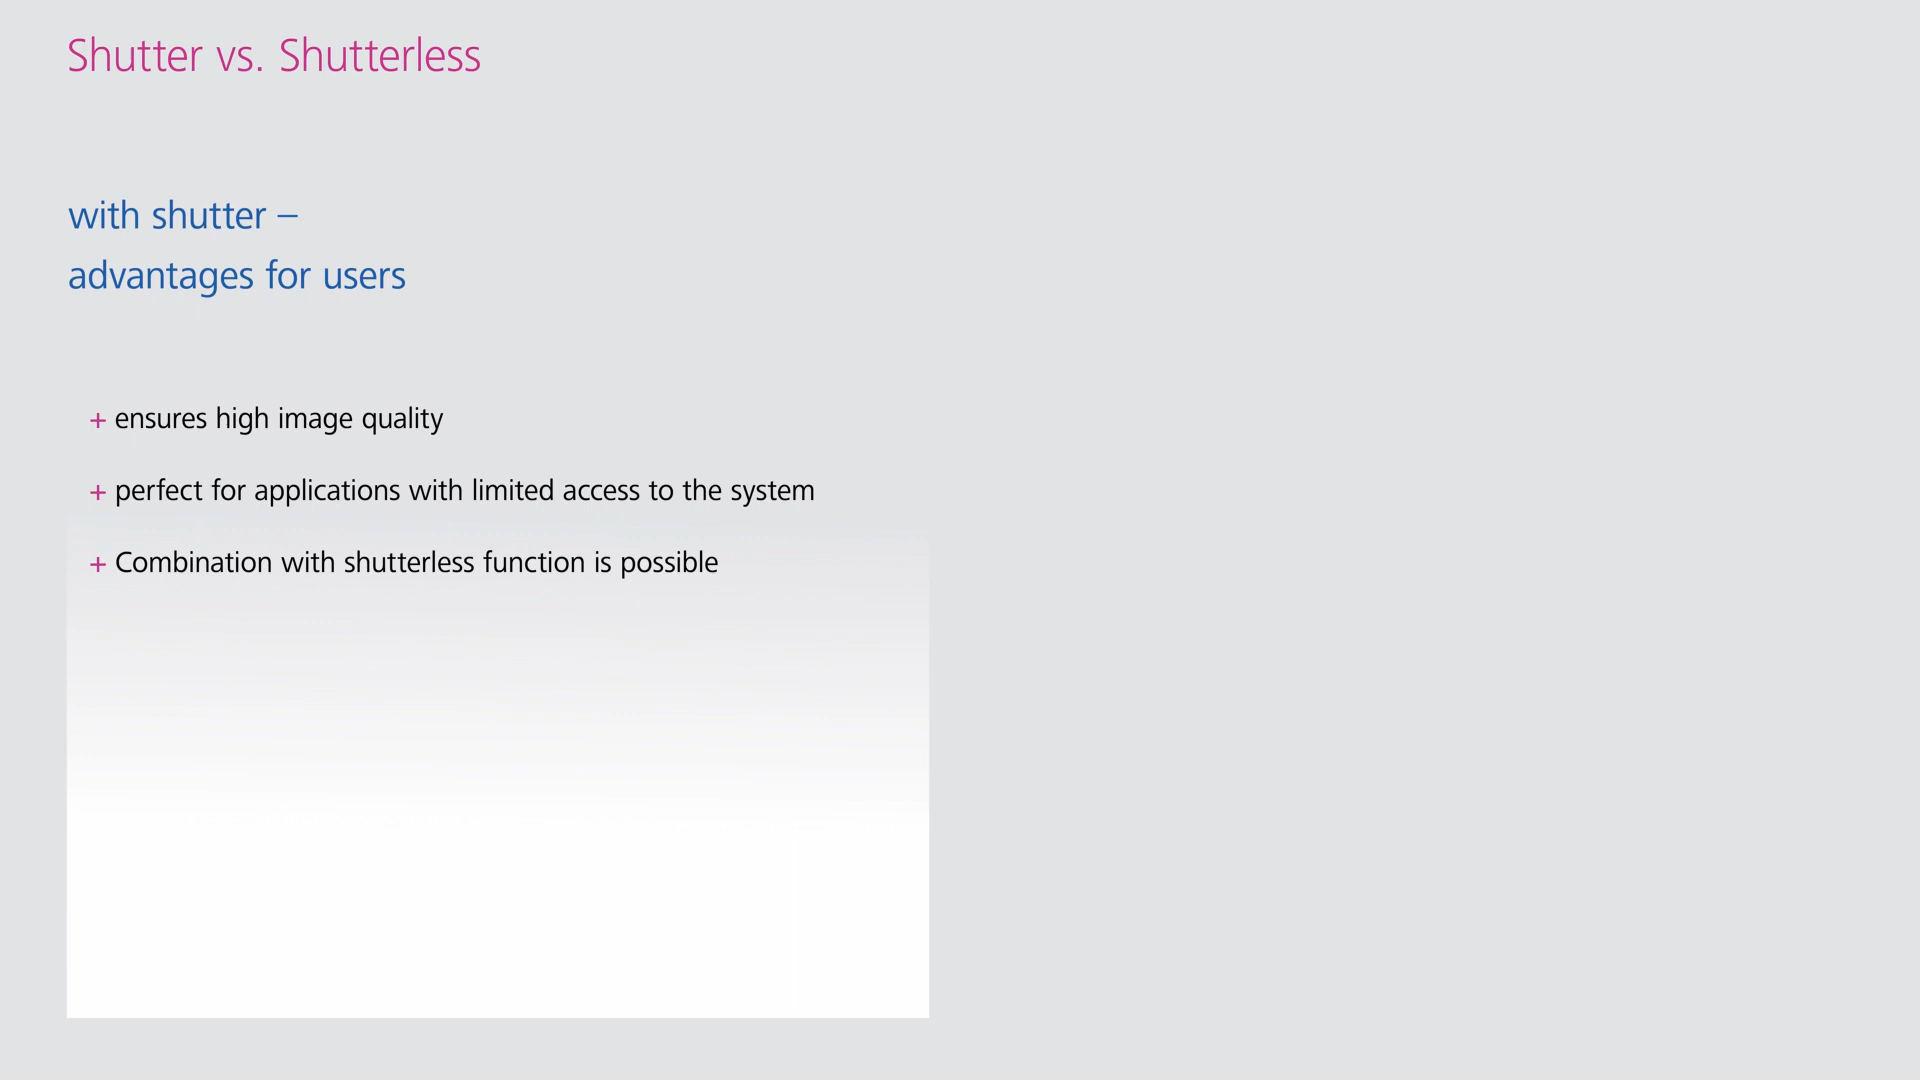 Shutter vs. Shutterless
with shutter –
advantages for users
+ ensures high image quality
+ perfect for applications with limited access to the system
+ Combination with shutterless function is possible